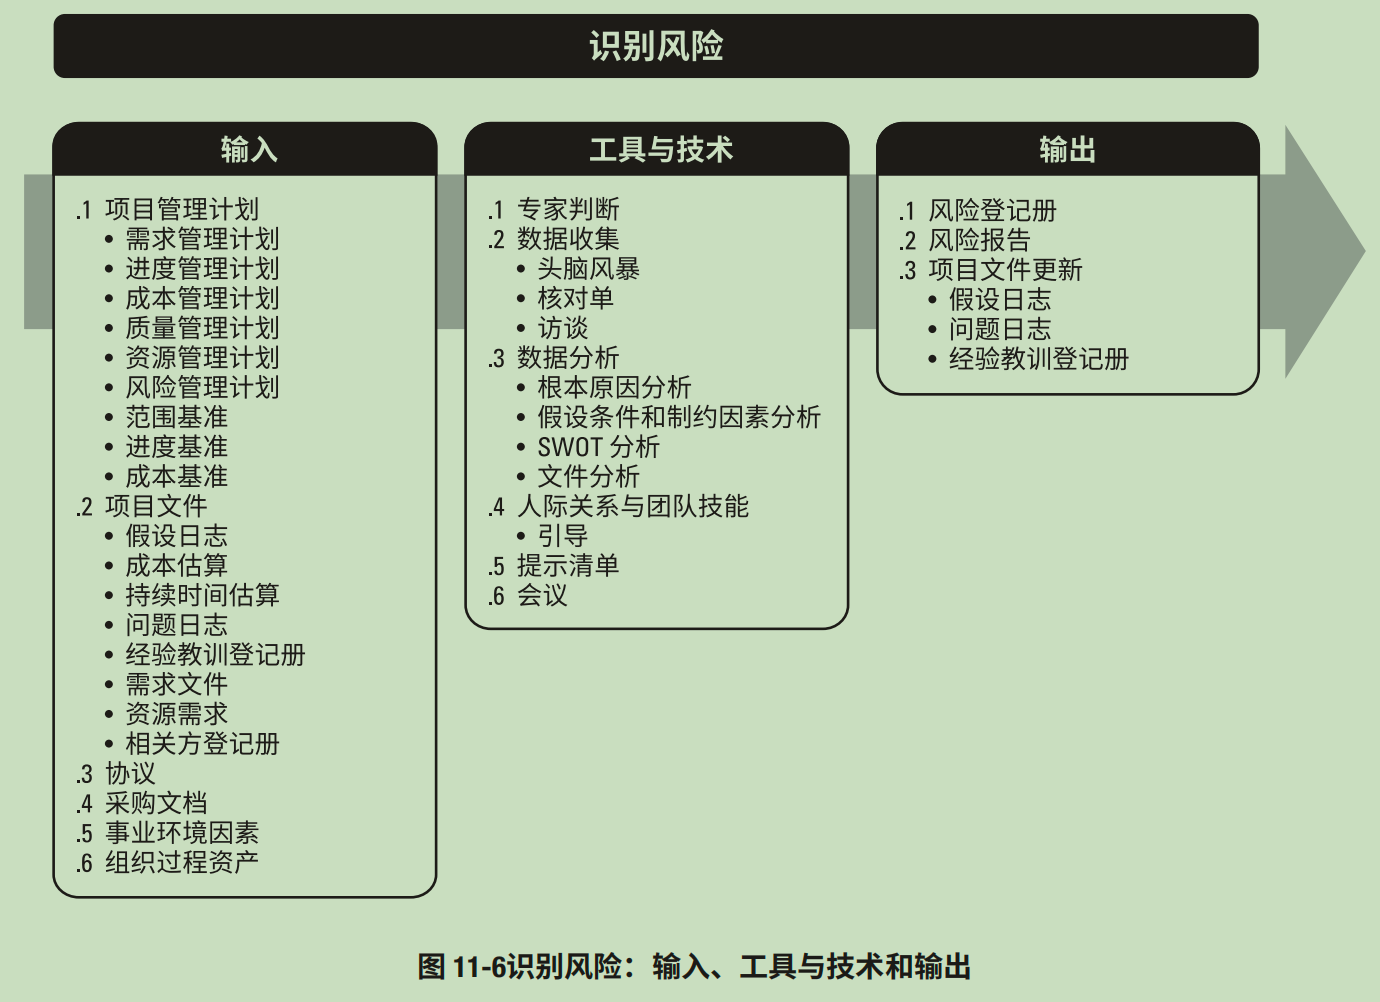 识别风险
输入
.1 项目管理计划
• 需求管理计划
• 进度管理计划
• 成本管理计划
• 质量管理计划
• 资源管理计划
• 风险管理计划
• 范围基准
• 进度基准
• 成本基准
.2 项目文件
• 假设日志
• 成本估算
• 持续时间估算
• 问题日志
• 经验教训登记册
• 需求文件
• 资源需求
• 相关方登记册
.3 协议
.4 采购文档
.5 事业环境因素
.6 组织过程资产
工具与技术
.1 专家判断
.2 数据收集
• 头脑风暴
• 核对单
• 访谈
.3 数据分析
• 根本原因分析
• 假设条件和制约因素分析
• SWOT 分析
• 文件分析
.4 人际关系与团队技能
• 引导
.5 提示清单
.6 会议
输出
.1 风险登记册
.2 风险报告
.3 项目文件更新
• 假设日志
• 问题日志
• 经验教训登记册
图 11-6识别风险：输入、工具与技术和输出